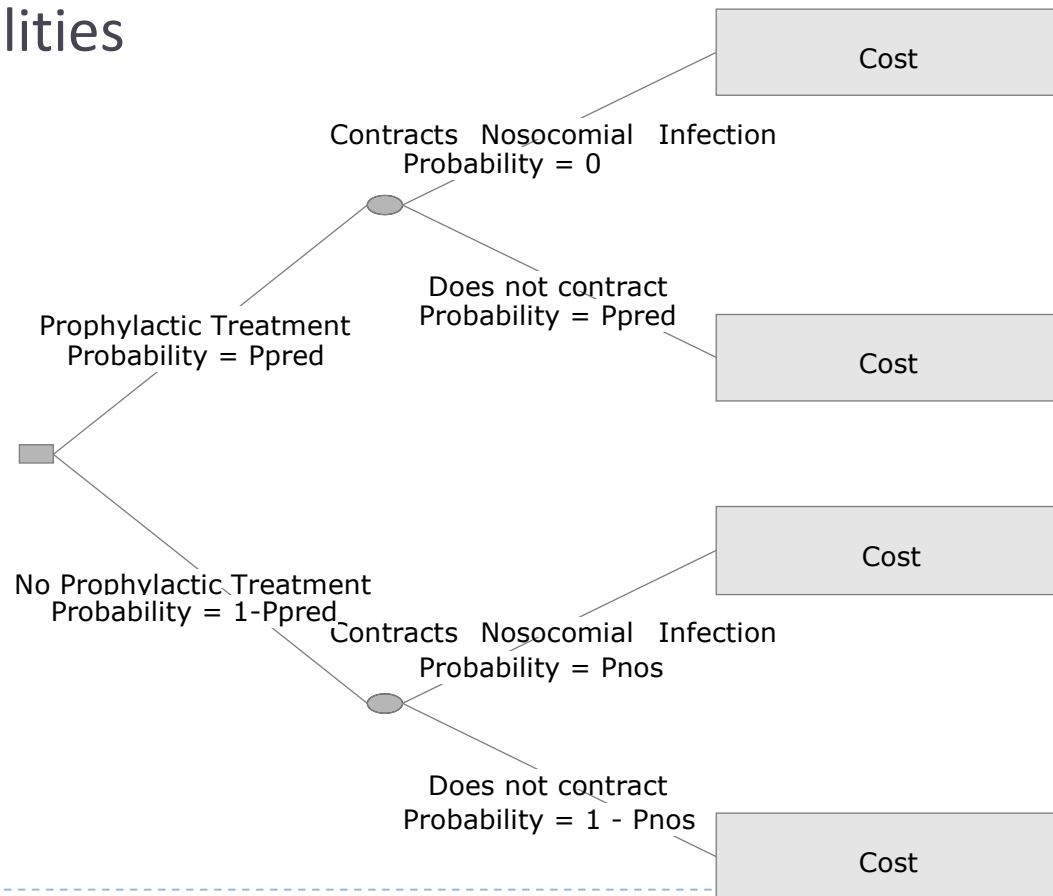 lities
Cost
Contracts Nosocomial Infection
Probability = 0
Does not contract
Probability = Ppred
Prophylactic Treatment
Probability = Ppred
Cost
Cost
No Prophylactic Treatment
Probability = 1-Ppred
Contracts Nosocomial Infection
Probability = Pnos
Does not contract
Probability = 1 - Pnos
Cost